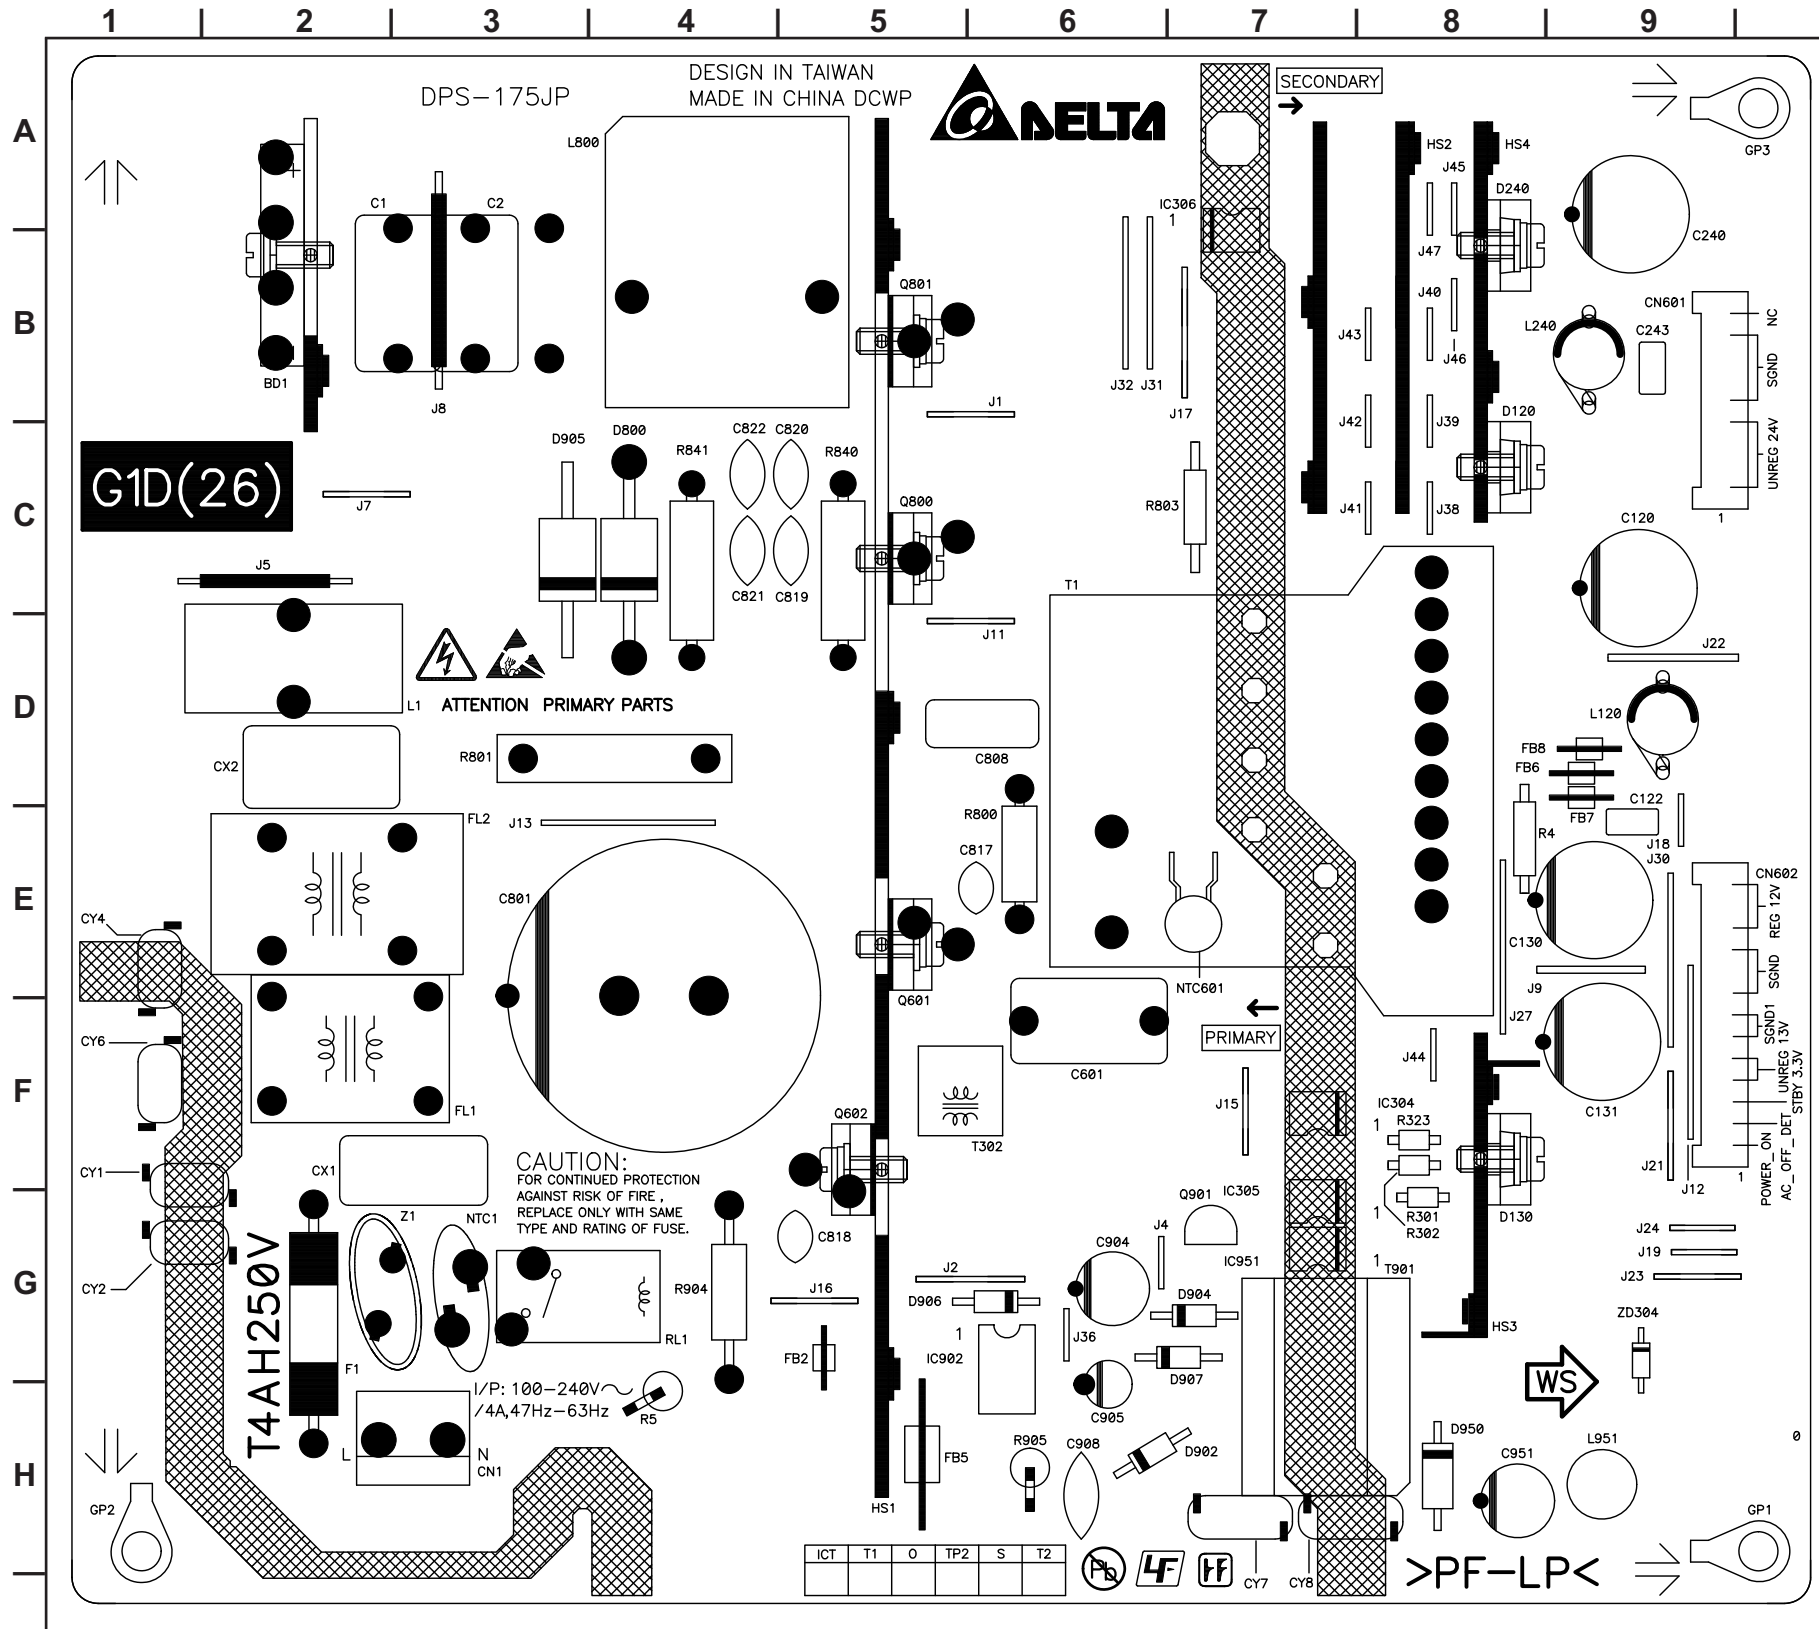 1 2 3 4 5 6 7 8 9
A
B
C
D
E
F
G
H
DPS-175JP
DESIGN IN TAIWAN
MADE IN CHINA DCWP
DELTA
SECONDARY
L800
HS2
HS4
J45
GP3
C1
C2
IC306
1
D240
C240
J47
Q801
J40
CN601
NC
L240
C243
J43
J46
SGND
BD1
J8
J32
J31
J17
J1
J42
J39
D120
UNREG 24V
D905
D800
R841
C822
C820
R840
G1D(26)
J7
Q800
R803
J41
J38
C120
1
J5
C821
C819
T1
J11
J22
L1
ATTENTION PRIMARY PARTS
L120
CX2
R801
C808
FB8
FB6
FB7
C122
FL2
J13
R800
R4
J18
J30
C817
CN602
REG 12V
C801
CY4
C130
SGND
NTC601
Q601
J9
J27
SGND1
PRIMARY
CY6
J44
UNREG 13V
STBY 3.3V
C601
C131
FL1
Q602
J15
IC304
1
R323
T302
AC_OFF_DET
POWER_ON
CY1
CX1
CAUTION:
FOR CONTINUED PROTECTION
AGAINST RISK OF FIRE ,
REPLACE ONLY WITH SAME
TYPE AND RATING OF FUSE.
J21
J12
1
Q901
IC305
1
R301
R302
D130
Z1
NTC1
C818
J4
J24
C904
IC951
1
T901
J19
CY2
T4AH250V
R904
J2
J16
J23
D906
D904
ZD304
RL1
1
IC902
J36
HS3
F1
FB2
D907
WS
I/P: 100-240V
/4A,47Hz-63Hz
R5
C905
L
N
CN1
FB5
R905
C908
D902
D950
C951
L951
0
GP2
HS1
GP1
ICT T1 O TP2 S T2
Pb
LF
CY7
CY8
>PF-LP<